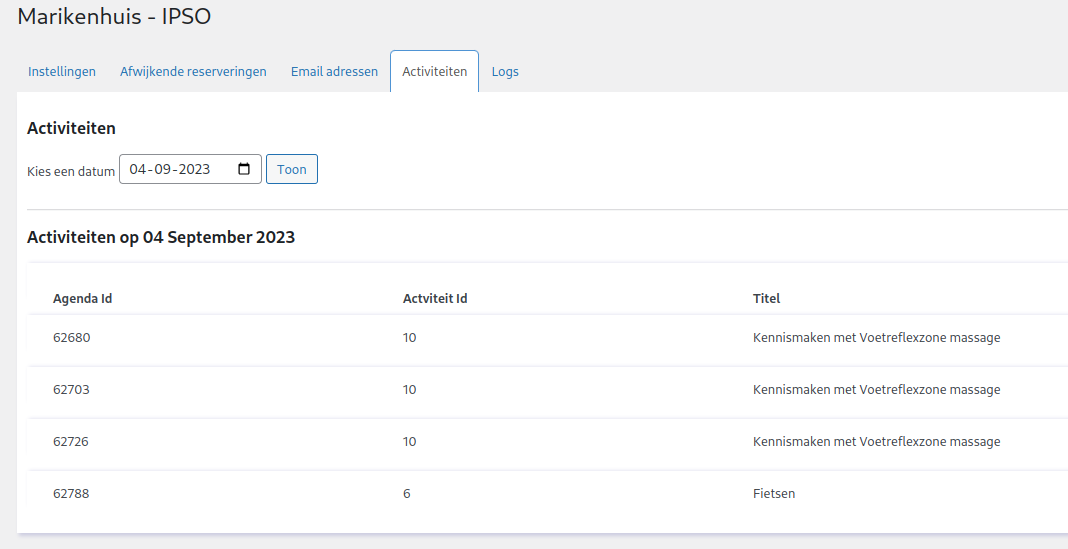 Marikenhuis - IPSO
Instellingen Afwijkende reserveringen Email adressen Activiteiten Logs
Activiteiten
Kies een datum 04-09-2023 Toon
Activiteiten op 04 September 2023
Agenda Id Actviteit Id Titel
62680 10 Kennismaken met Voetreflexzone massage
62703 10 Kennismaken met Voetreflexzone massage
62726 10 Kennismaken met Voetreflexzone massage
62788 6 Fietsen